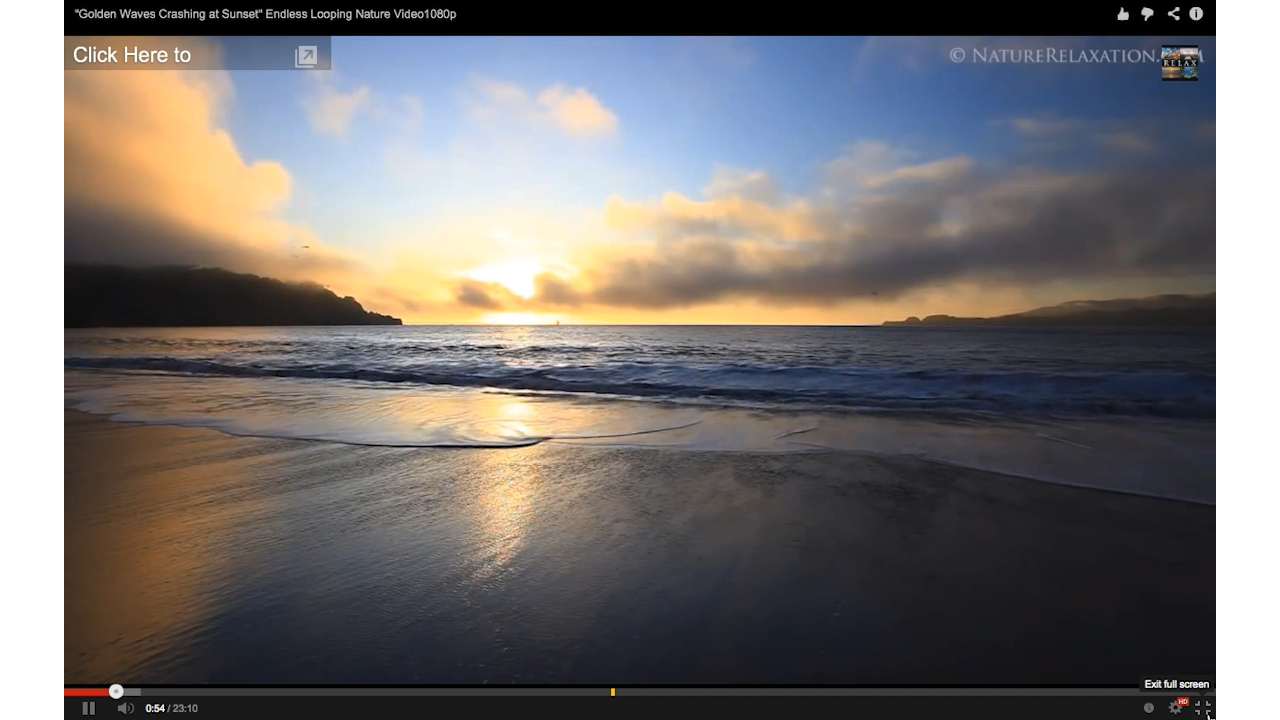 "Golden Waves Crashing at Sunset" Endless Looping Nature Video1080p
Click Here to
© NATURERELAXATION.
RELAX
Exit full screen
0:54 / 23:10
HD